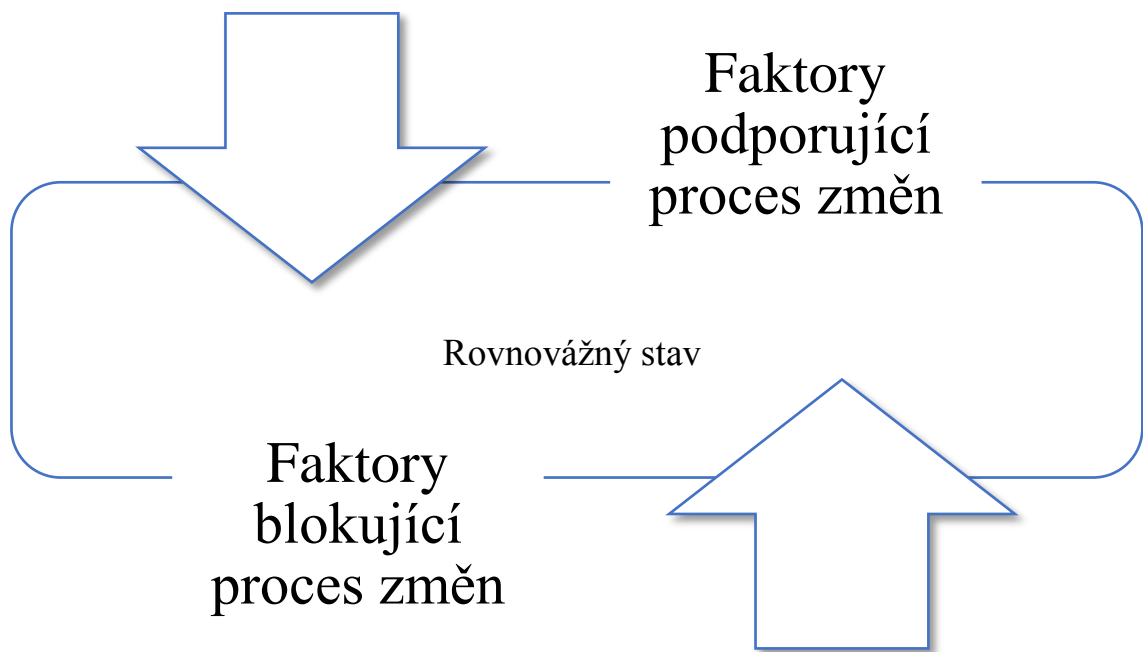 Faktory
podporující
proces změn
Rovnovážný stav
Faktory
blokující
proces změn